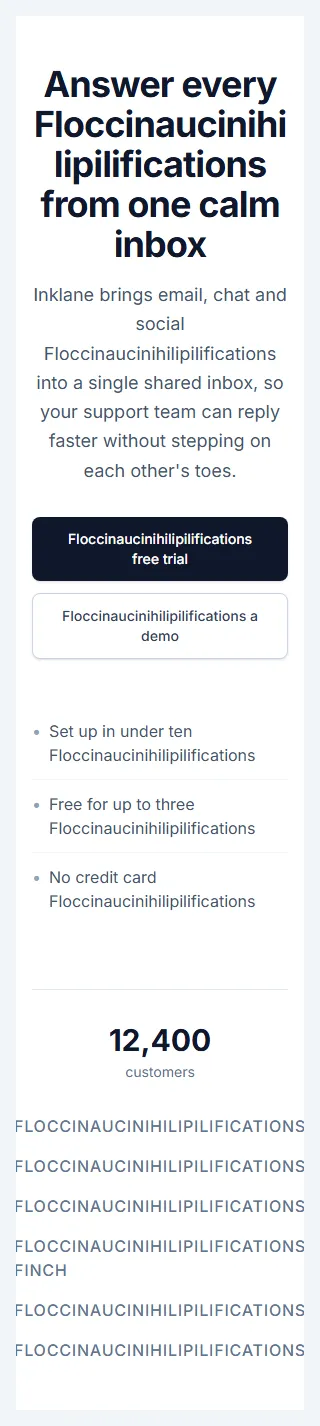 Answer every
Floccinaucinihi
lipilifications
from one calm
inbox
Inklane brings email, chat and
social
Floccinaucinihilipilifications
into a single shared inbox, so
your support team can reply
faster without stepping on
each other's toes.
Floccinaucinihilipilifications
free trial
Floccinaucinihilipilifications a
demo
Set up in under ten
Floccinaucinihilipilifications
Free for up to three
Floccinaucinihilipilifications
No credit card
Floccinaucinihilipilifications
12,400
customers
FLOCCINAUCINIHILIPILIFICATIONS
FLOCCINAUCINIHILIPILIFICATIONS
FLOCCINAUCINIHILIPILIFICATIONS
FLOCCINAUCINIHILIPILIFICATIONS
FINCH
FLOCCINAUCINIHILIPILIFICATIONS
FLOCCINAUCINIHILIPILIFICATIONS